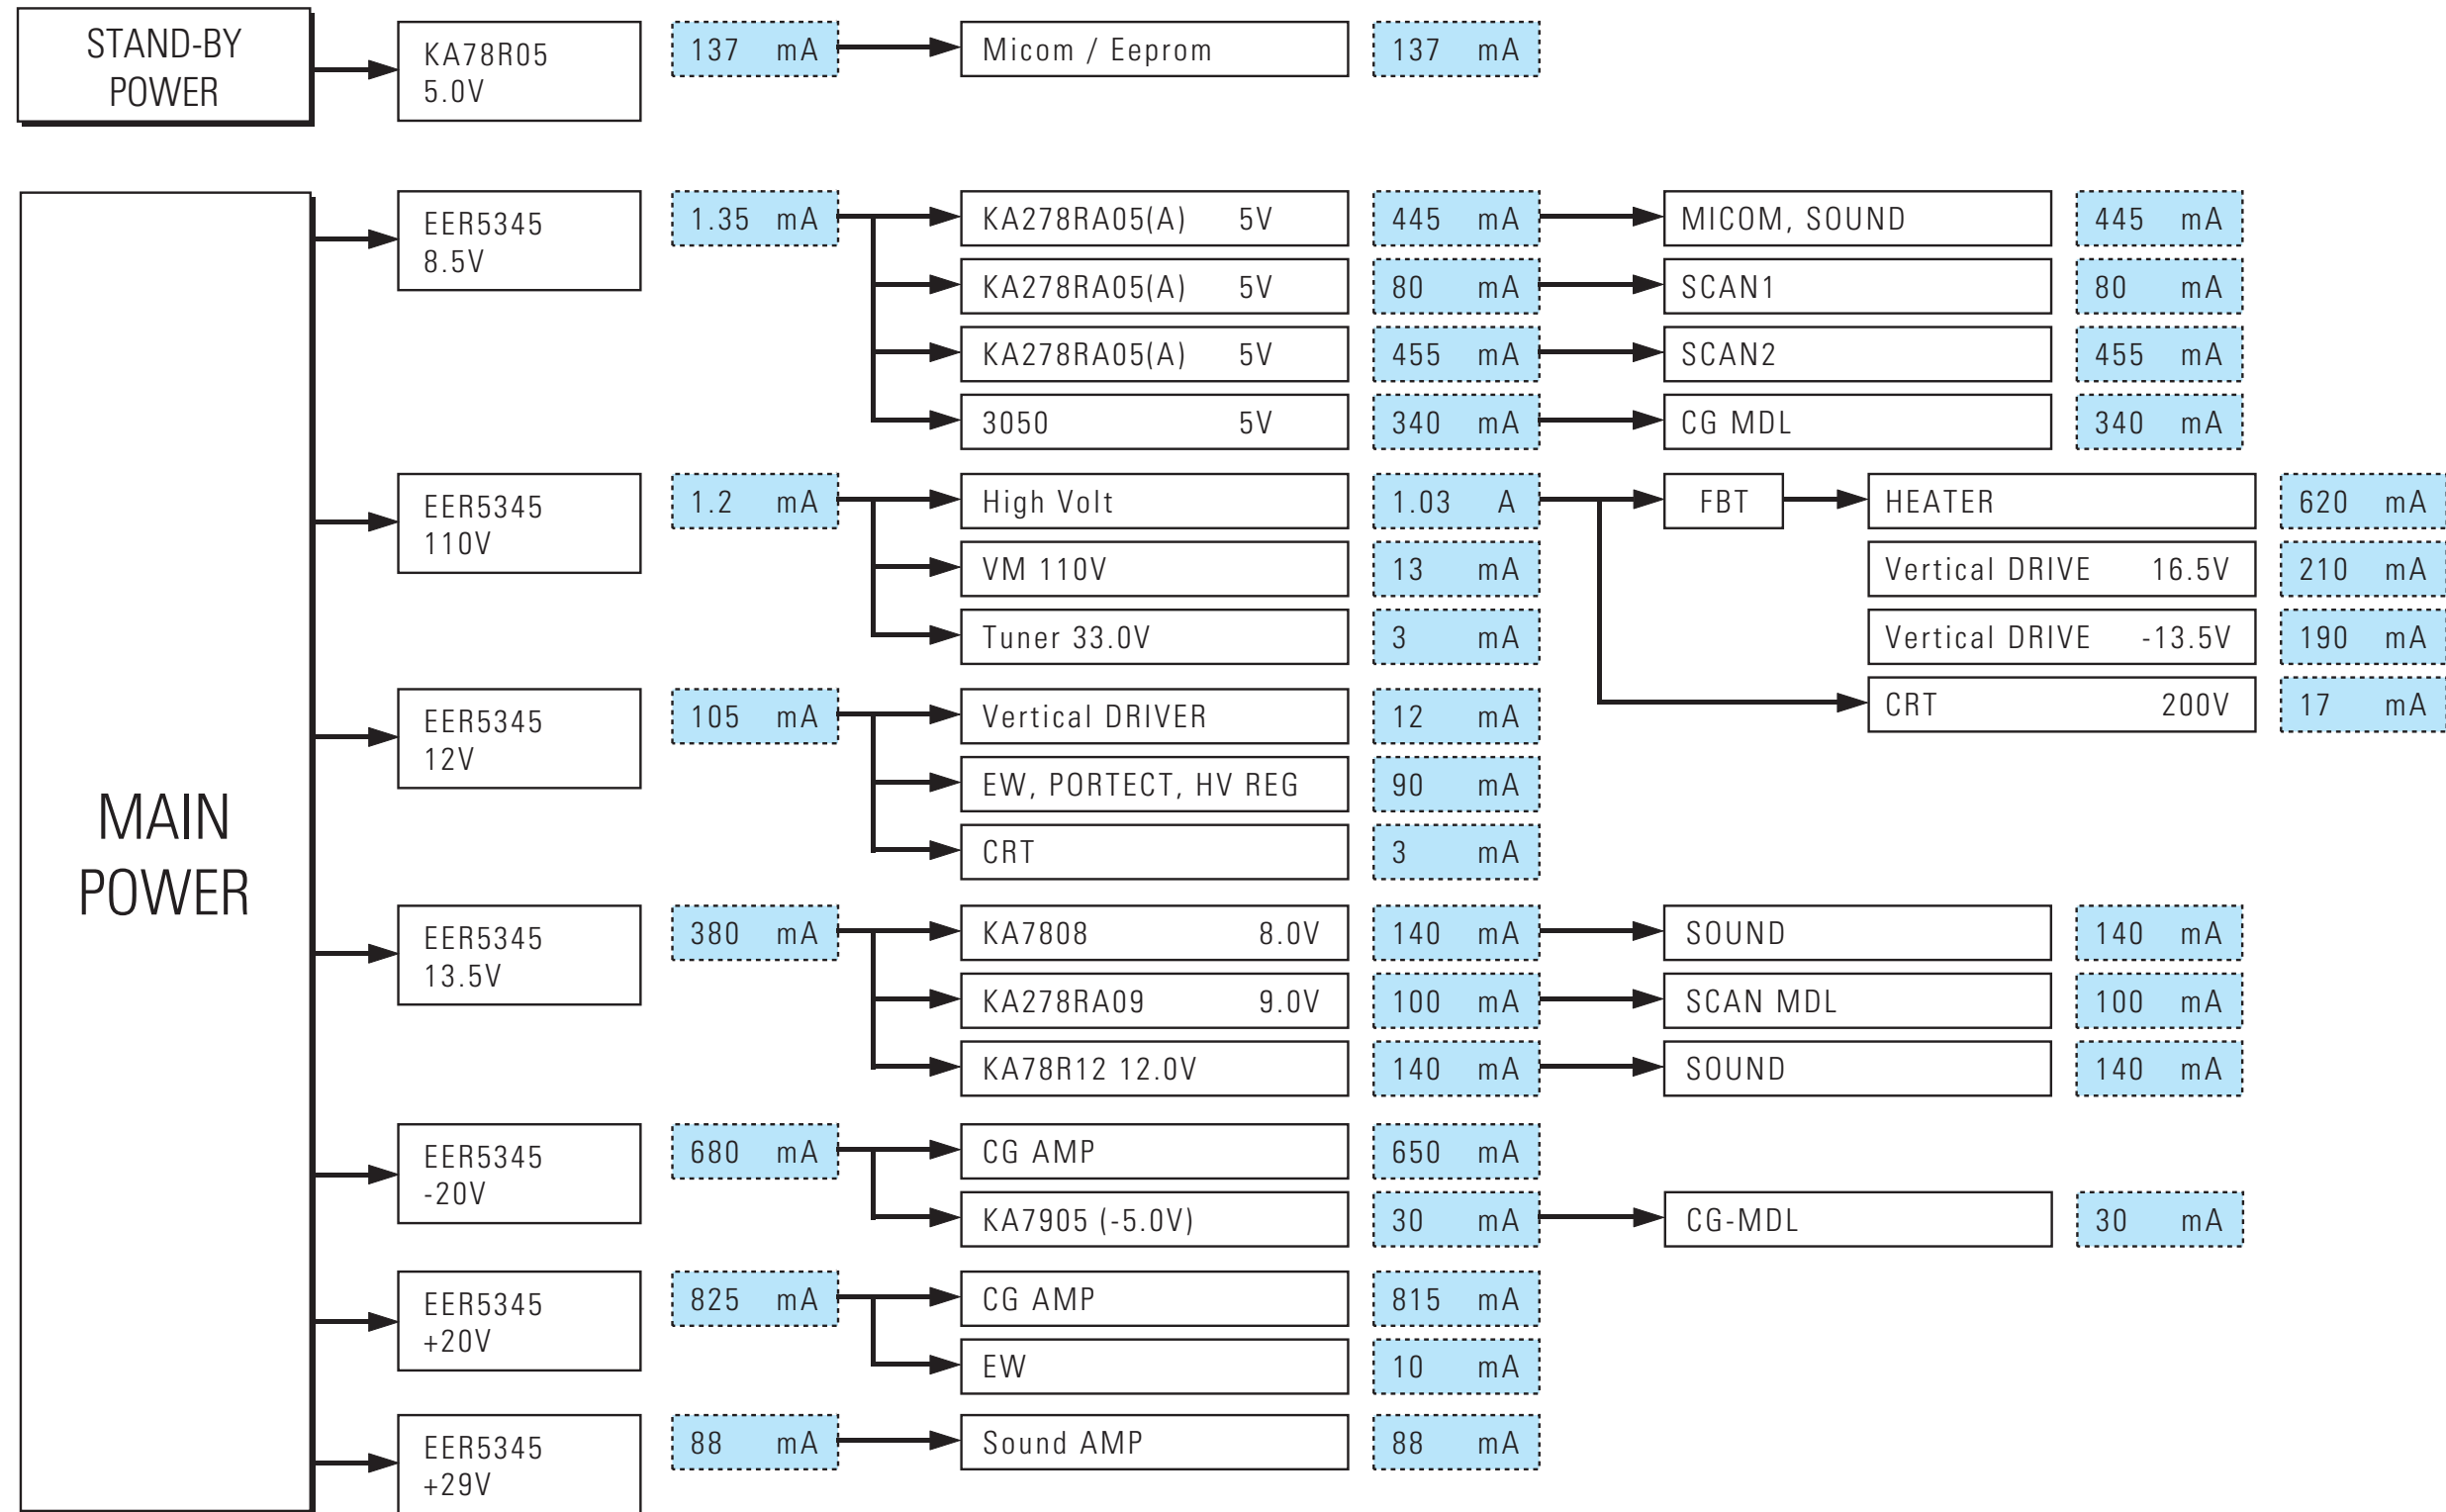 STAND-BY
POWER
KA78R05
5.0V
137 mA
Micom / Eeprom
137 mA
MAIN
POWER
EER5345
8.5V
1.35 mA
KA278RA05(A) 5V
445 mA
MICOM, SOUND
445 mA
KA278RA05(A) 5V
80 mA
SCAN1
80 mA
KA278RA05(A) 5V
455 mA
SCAN2
455 mA
3050 5V
340 mA
CG MDL
340 mA
EER5345
110V
1.2 mA
High Volt
1.03 A
FBT
HEATER
620 mA
VM 110V
13 mA
Vertical DRIVE 16.5V
210 mA
Tuner 33.0V
3 mA
Vertical DRIVE -13.5V
190 mA
EER5345
12V
105 mA
Vertical DRIVER
12 mA
CRT 200V
17 mA
EW, PORTECT, HV REG
90 mA
CRT
3 mA
EER5345
13.5V
380 mA
KA7808 8.0V
140 mA
SOUND
140 mA
KA278RA09 9.0V
100 mA
SCAN MDL
100 mA
KA78R12 12.0V
140 mA
SOUND
140 mA
EER5345
-20V
680 mA
CG AMP
650 mA
KA7905 (-5.0V)
30 mA
CG-MDL
30 mA
EER5345
+20V
825 mA
CG AMP
815 mA
EW
10 mA
EER5345
+29V
88 mA
Sound AMP
88 mA